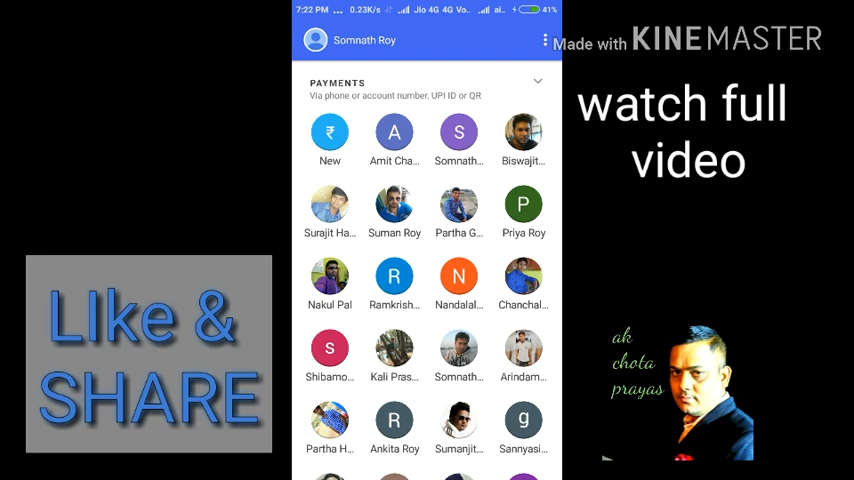 7:22 PM ... 0.23K/s Jio 4G 4G Vo.. ai.. 41%
Somnath Roy
Made with KINEMASTER
PAYMENTS
Via phone or account number, UPI ID or QR
₹ A S
New Amit Cha... Somnath... Biswajit...
P
Surajit Ha... Suman Roy Partha G... Priya Roy
R N
Nakul Pal Ramkrish... Nandalal... Chanchal...
s
Shibamo... Kali Pras... Somnath... Arindam...
R g
Partha H... Ankita Roy Sumanjit... Sannyasi...
watch full
video
LIke &
SHARE
ak
chota
prayas